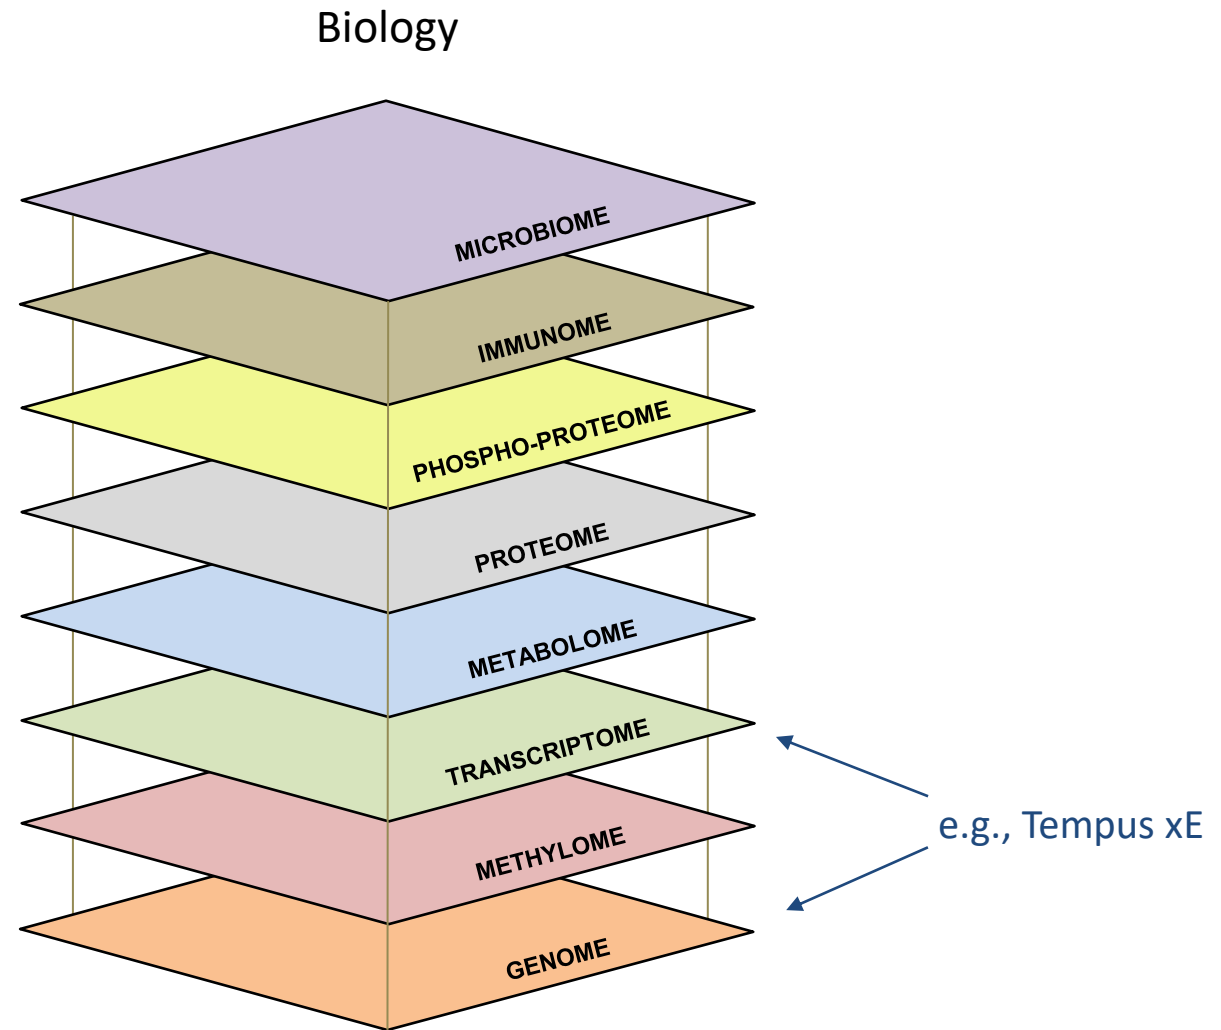 Biology
MICROBIOME
IMMUNOME
PHOSPHO-PROTEOME
PROTEOME
METABOLOME
TRANSCRIPTOME
METHYLOME
GENOME
e.g., Tempus xE